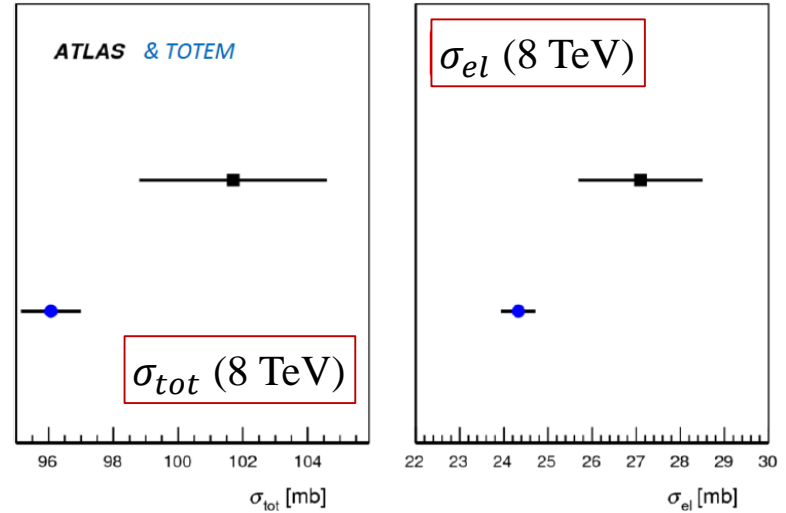 ATLAS & TOTEM
σtot (8 TeV)
96 98 100 102 104
σtot [mb]
σel (8 TeV)
22 23 24 25 26 27 28 29 30
σel [mb]